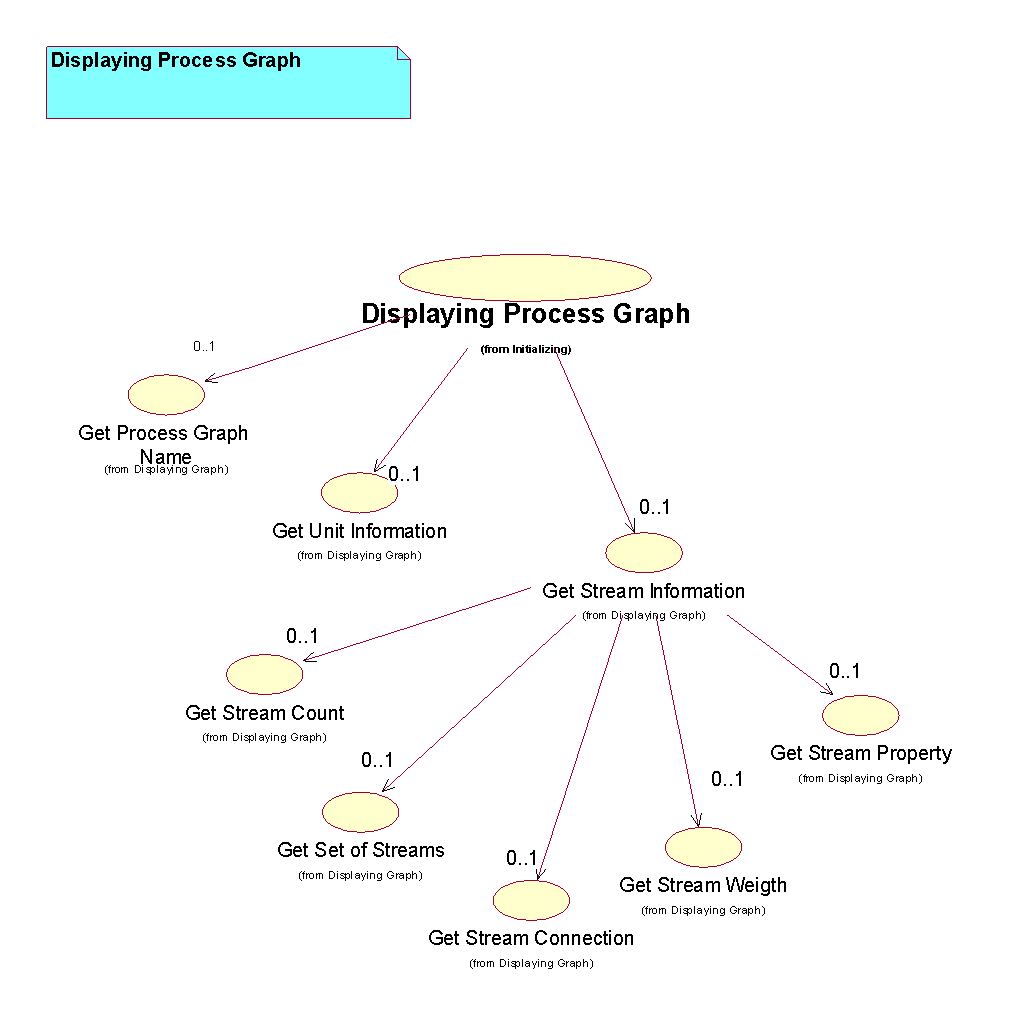 Displaying Process Graph
Displaying Process Graph
(from Initializing)
0..1
Get Process Graph
Name
(from Displaying Graph)
0..1
Get Unit Information
(from Displaying Graph)
0..1
Get Stream Information
(from Displaying Graph)
0..1
Get Stream Count
(from Displaying Graph)
0..1
Get Stream Property
(from Displaying Graph)
0..1
Get Set of Streams
(from Displaying Graph)
0..1
Get Stream Weigth
(from Displaying Graph)
0..1
Get Stream Connection
(from Displaying Graph)